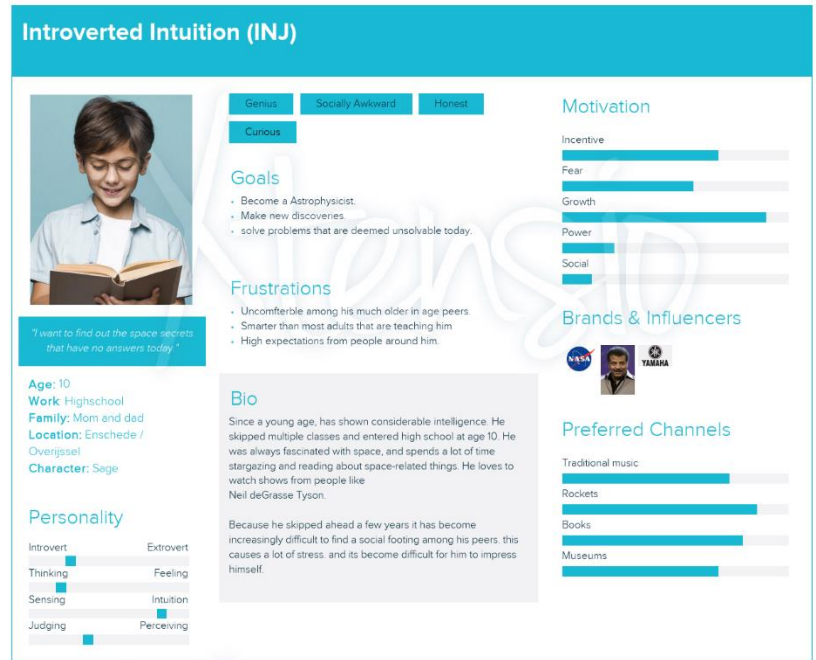 Introverted Intuition (INJ)
Genius
Socially Awkward
Honest
Curious
Goals
Become a Astrophysicist.
Make new discoveries.
solve problems that are deemed unsolvable today.
Frustrations
Uncomfterble among his much older in age peers.
Smarter than most adults that are teaching him
High expectations from people around him.
"I want to find out the space secrets
that have no answers today."
Age: 10
Work: Highschool
Family: Mom and dad
Location: Enschede /
Overijssel
Character: Sage
Personality
Introvert Extrovert
Thinking Feeling
Sensing Intuition
Judging Perceiving
Bio
Since a young age, has shown considerable intelligence. He
skipped multiple classes and entered high school at age 10. He
was always fascinated with space, and spends a lot of time
stargazing and reading about space-related things. He loves to
watch shows from people like
Neil deGrasse Tyson.
Because he skipped ahead a few years it has become
increasingly difficult to find a social footing among his peers. this
causes a lot of stress. and its become difficult for him to impress
himself.
Motivation
Incentive
Fear
Growth
Power
Social
Brands & Influencers
NASA
YAMAHA
Preferred Channels
Traditional music
Rockets
Books
Museums
Xtensio